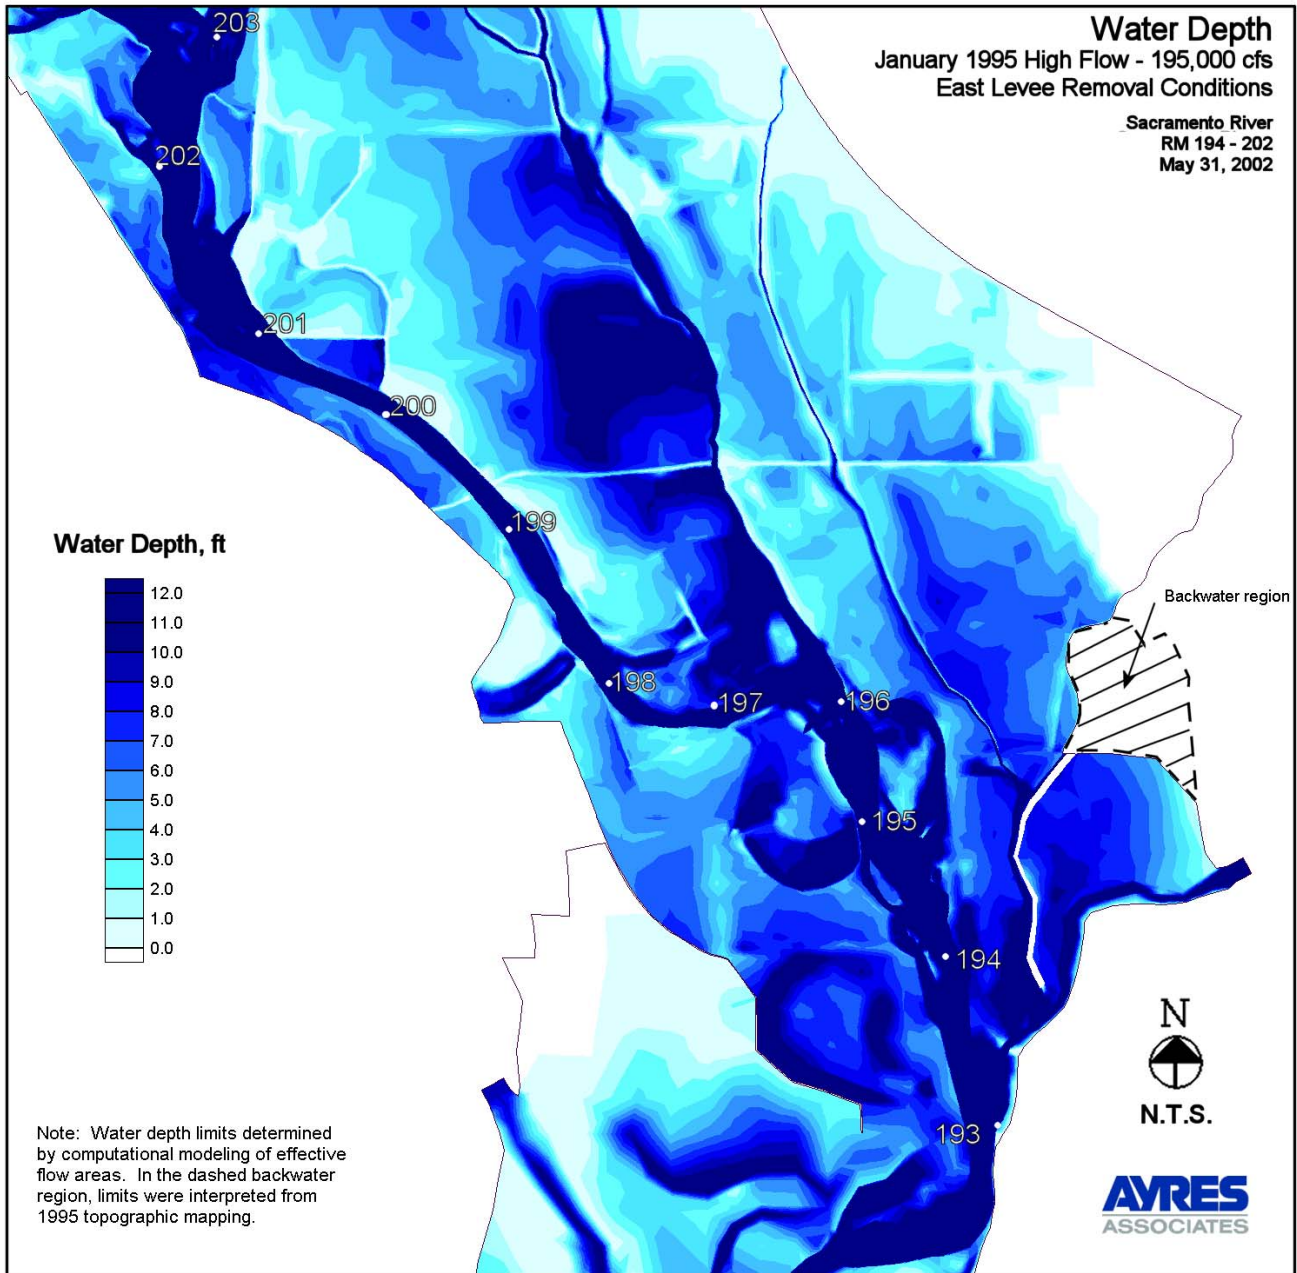 Water Depth
January 1995 High Flow - 195,000 cfs
East Levee Removal Conditions
Sacramento River
RM 194 - 202
May 31, 2002
203
202
201
200
199
198
197
196
195
194
193
Backwater region
Water Depth, ft
12.0
11.0
10.0
9.0
8.0
7.0
6.0
5.0
4.0
3.0
2.0
1.0
0.0
Note: Water depth limits determined
by computational modeling of effective
flow areas. In the dashed backwater
region, limits were interpreted from
1995 topographic mapping.
N
N.T.S.
AYRES
ASSOCIATES